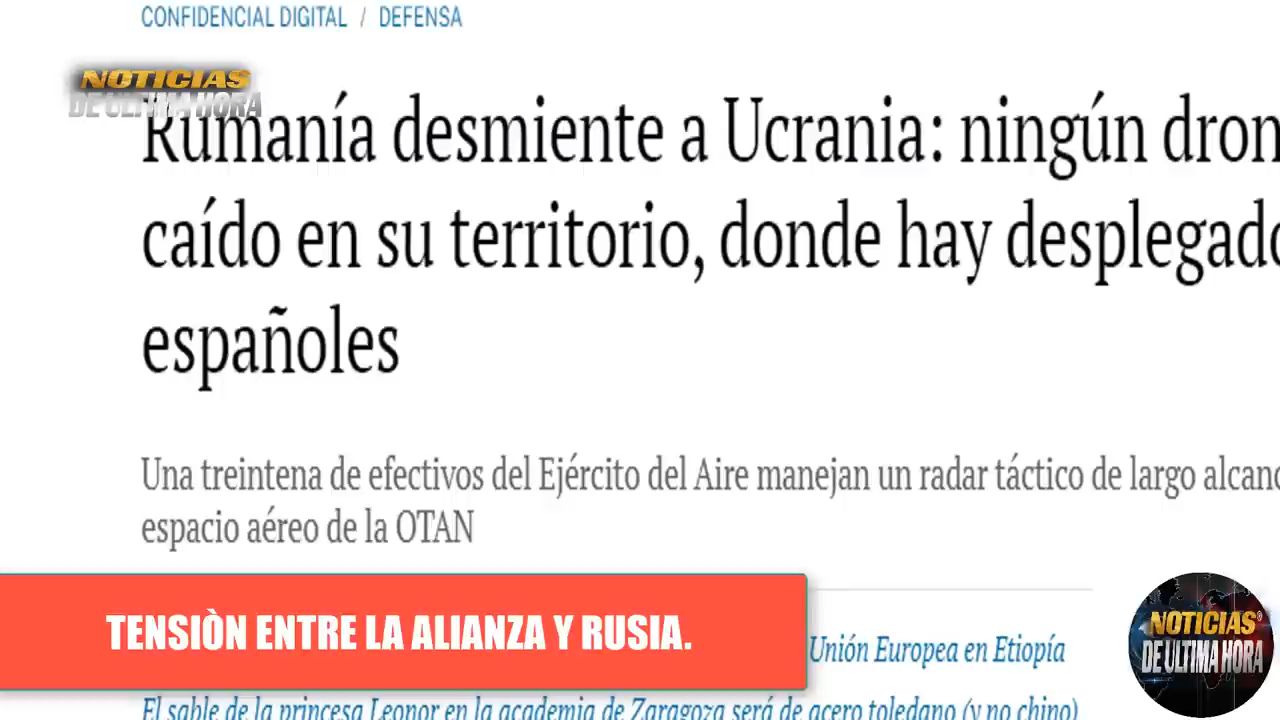 CONFIDENCIAL DIGITAL / DEFENSA
NOTICIAS
DE ULTIMA HORA
Rumanía desmiente a Ucrania: ningún dron
caído en su territorio, donde hay desplegado
españoles
Una treintena de efectivos del Ejército del Aire manejan un radar táctico de largo alcanc
espacio aéreo de la OTAN
TENSIÒN ENTRE LA ALIANZA Y RUSIA.
Unión Europea en Etiopía
NOTICIAS®
DE ULTIMA HORA
El sable de la princesa Leonor en la academia de Zaragoza será de acero toledano (y no chino)